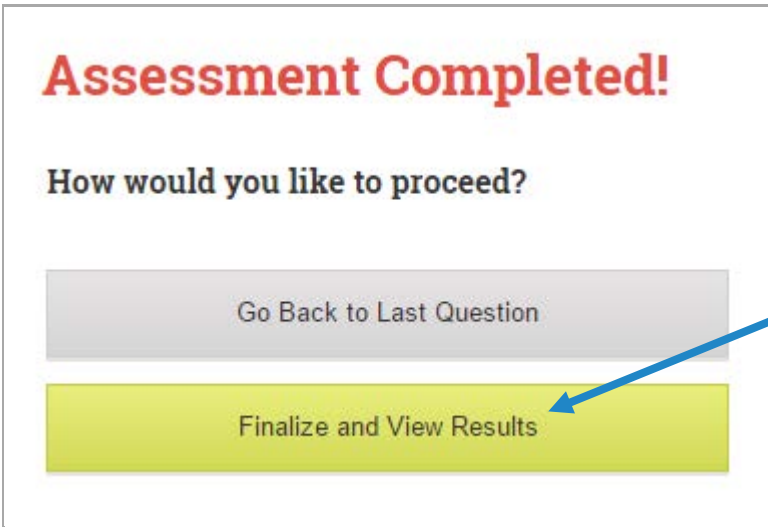 Assessment Completed!
How would you like to proceed?
Go Back to Last Question
Finalize and View Results